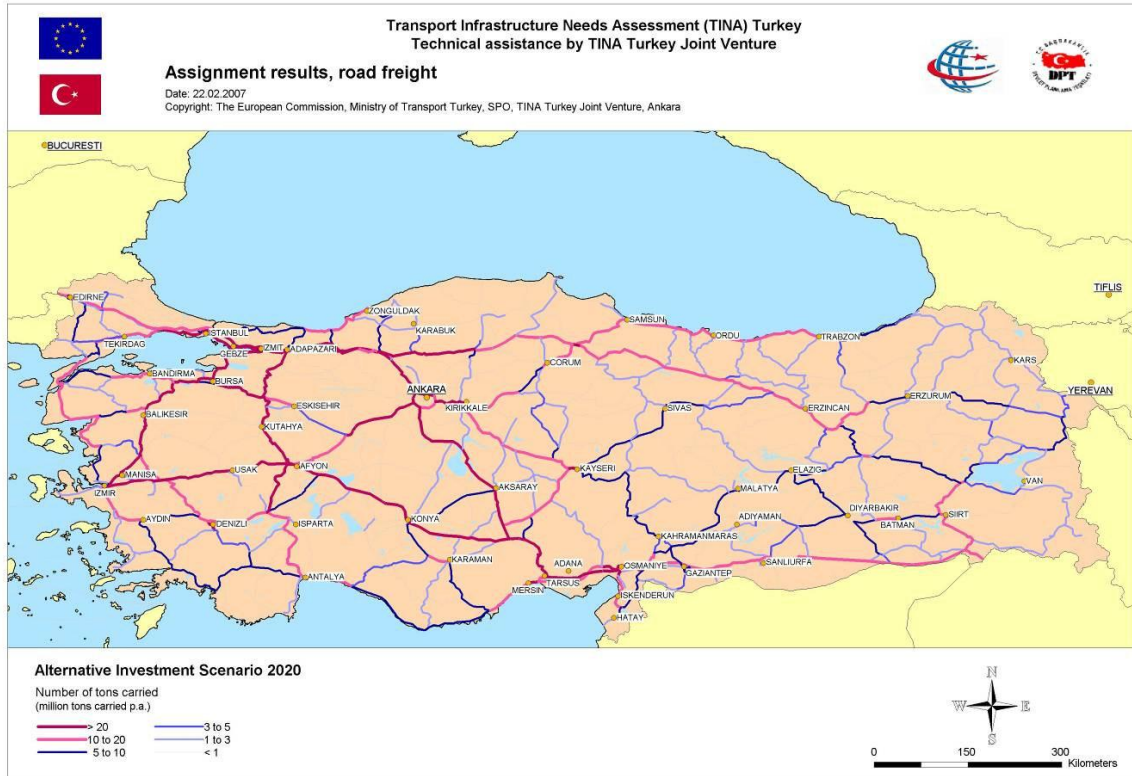 Transport Infrastructure Needs Assessment (TINA) Turkey
Technical assistance by TINA Turkey Joint Venture
Assignment results, road freight
Date: 22.02.2007
Copyright: The European Commission, Ministry of Transport Turkey, SPO, TINA Turkey Joint Venture, Ankara
DPT
BUCURESTI
TIFLIS
EDIRNE
ZONGULDAK
SAMSUN
KARABUK
ISTANBUL
ORDU
TRABZON
TEKIRDAG
GEBZE
IZMIT
ADAPAZARI
CORUM
KARS
BANDIRMA
BURSA
YEREVAN
ANKARA
ERZURUM
ESKISEHIR
KIRIKKALE
SIVAS
ERZINCAN
BALIKESIR
KUTAHYA
MANISA
USAK
AFYON
KAYSERI
ELAZIG
IZMIR
AKSARAY
MALATYA
VAN
AYDIN
DENIZLI
ISPARTA
KONYA
ADIYAMAN
DIYARBAKIR
BATMAN
SIIRT
KAHRAMANMARAS
KARAMAN
ADANA
OSMANIYE
GAZIANTEP
SANLIURFA
ANTALYA
MERSIN
TARSUS
ISKENDERUN
HATAY
Alternative Investment Scenario 2020
Number of tons carried
(million tons carried p.a.)
> 20
3 to 5
10 to 20
1 to 3
5 to 10
< 1
N
W
E
S
0 150 300
Kilometers